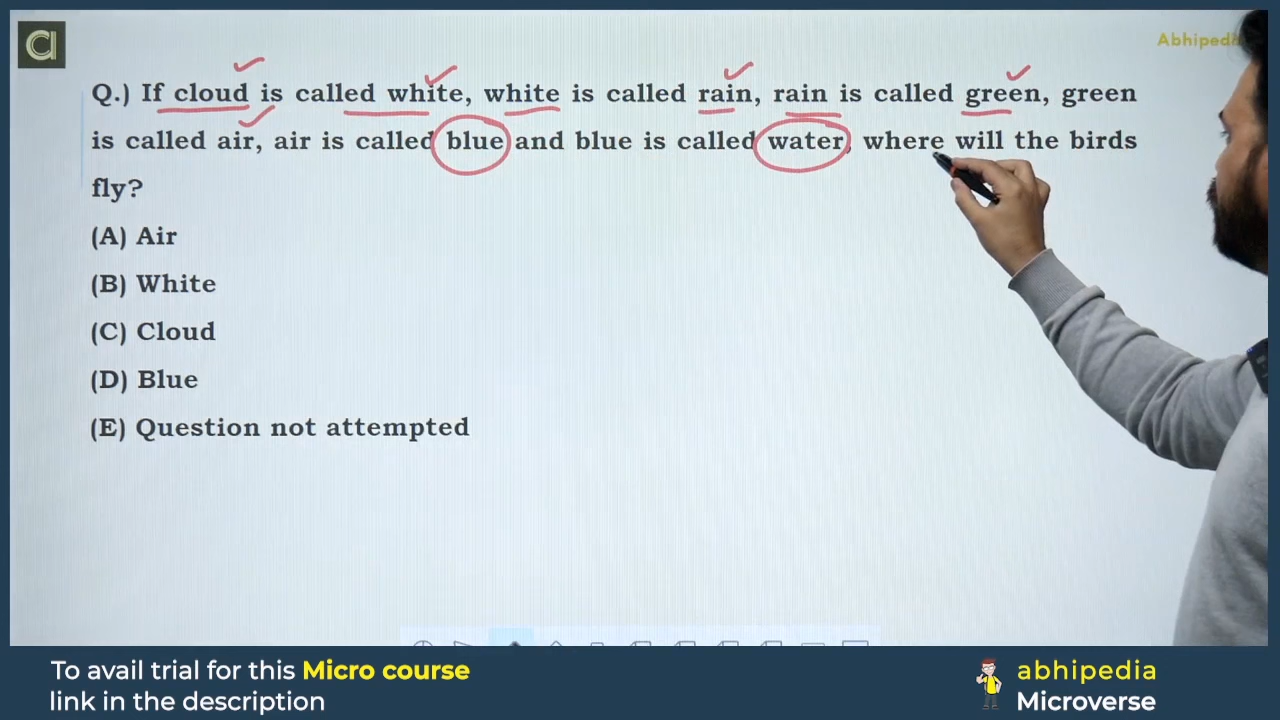 Abhipedia
Q.) If cloud is called white, white is called rain, rain is called green, green
is called air, air is called blue and blue is called water, where will the birds
fly?
(A) Air
(B) White
(C) Cloud
(D) Blue
(E) Question not attempted
To avail trial for this Micro course
link in the description
abhipedia
Microverse